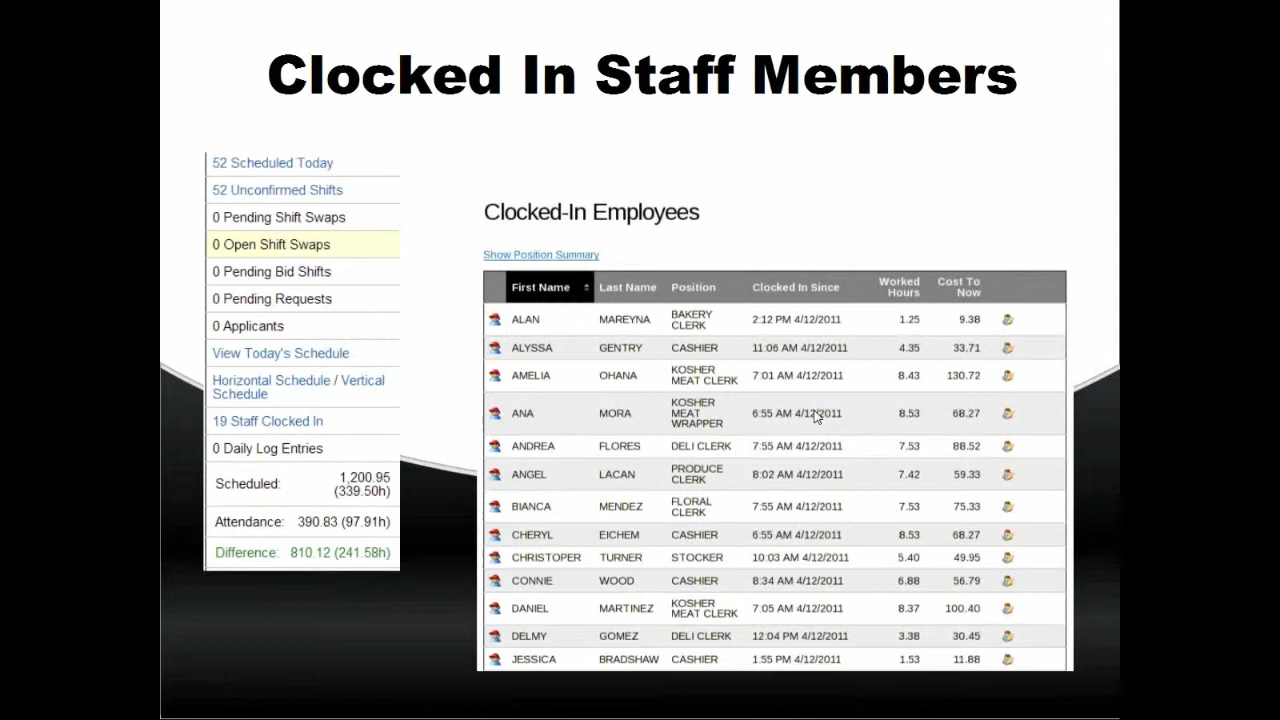 Clocked In Staff Members
52 Scheduled Today
52 Unconfirmed Shifts
0 Pending Shift Swaps
0 Open Shift Swaps
0 Pending Bid Shifts
0 Pending Requests
0 Applicants
View Today's Schedule
Horizontal Schedule / Vertical
Schedule
19 Staff Clocked In
0 Daily Log Entries
Scheduled: 1,200.95
(339.50h)
Attendance: 390.83 (97.91h)
Difference: 810.12 (241.58h)
Clocked-In Employees
Show Position Summary
First Name Last Name Position Clocked In Since Worked Hours Cost To Now
ALAN MAREYNA BAKERY CLERK 2:12 PM 4/12/2011 1.25 9.38
ALYSSA GENTRY CASHIER 11:06 AM 4/12/2011 4.35 33.71
AMELIA OHANA KOSHER MEAT CLERK 7:01 AM 4/12/2011 8.43 130.72
ANA MORA KOSHER MEAT WRAPPER 6:55 AM 4/12/2011 8.53 68.27
ANDREA FLORES DELI CLERK 7:55 AM 4/12/2011 7.53 88.52
ANGEL LACAN PRODUCE CLERK 8:02 AM 4/12/2011 7.42 59.33
BIANCA MENDEZ FLORAL CLERK 7:55 AM 4/12/2011 7.53 75.33
CHERYL EICHEM CASHIER 6:55 AM 4/12/2011 8.53 68.27
CHRISTOPER TURNER STOCKER 10:03 AM 4/12/2011 5.40 49.95
CONNIE WOOD CASHIER 8:34 AM 4/12/2011 6.88 56.79
DANIEL MARTINEZ KOSHER MEAT CLERK 7:05 AM 4/12/2011 8.37 100.40
DELMY GOMEZ DELI CLERK 12:04 PM 4/12/2011 3.38 30.45
JESSICA BRADSHAW CASHIER 1:55 PM 4/12/2011 1.53 11.88